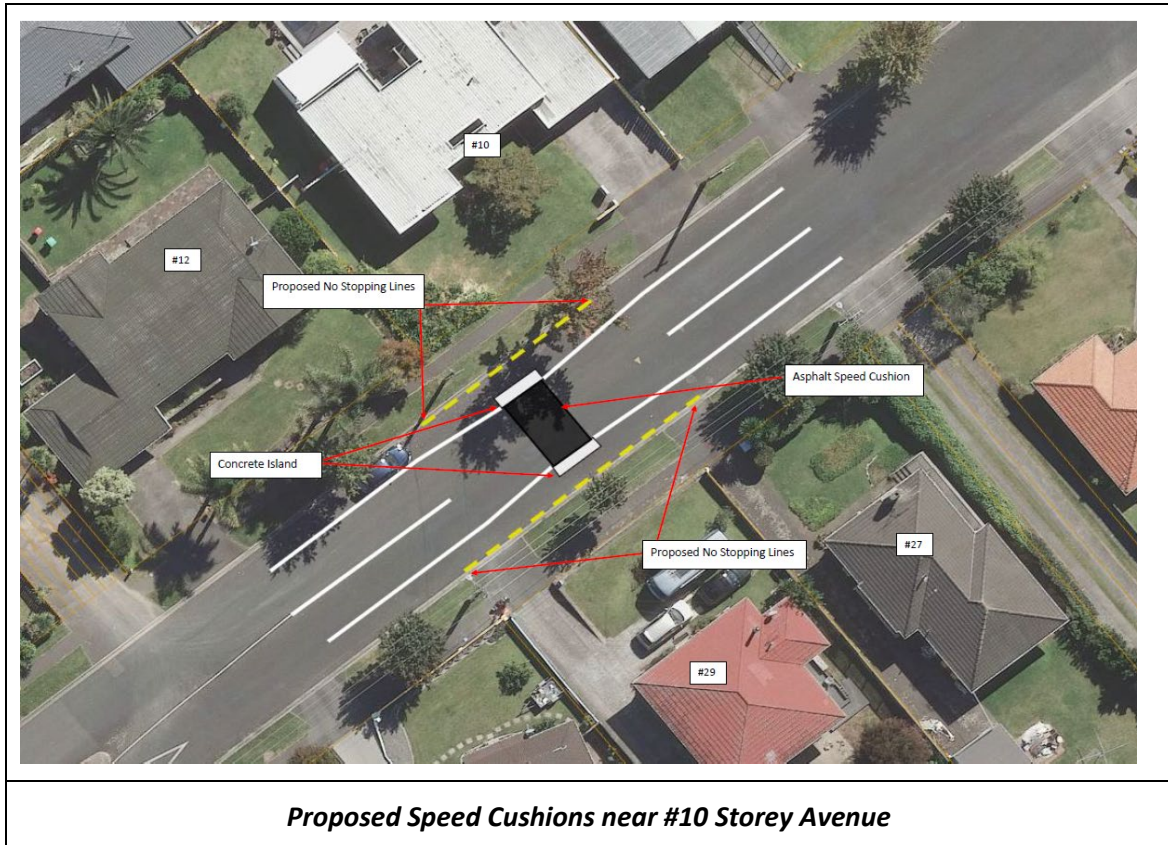 #10
#12
Proposed No Stopping Lines
Asphalt Speed Cushion
Concrete Island
Proposed No Stopping Lines
#27
#29
Proposed Speed Cushions near #10 Storey Avenue